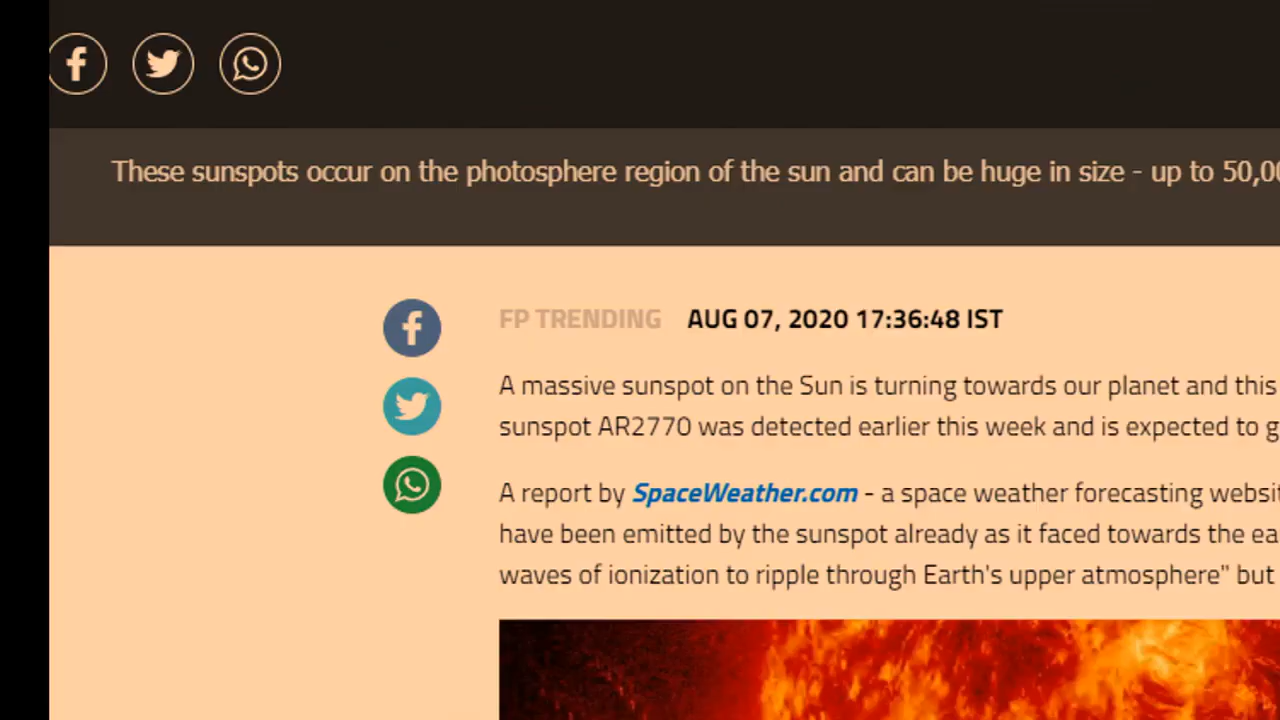 These sunspots occur on the photosphere region of the sun and can be huge in size - up to
FP TRENDING AUG 07, 2020 17:36:48 IST
A massive sunspot on the Sun is turning towards our planet and this
sunspot AR2770 was detected earlier this week and is expected to
A report by SpaceWeather.com - a space weather forecasting
have been emitted by the sunspot already as it faced towards the
waves of ionization to ripple through Earth's upper atmosphere" but